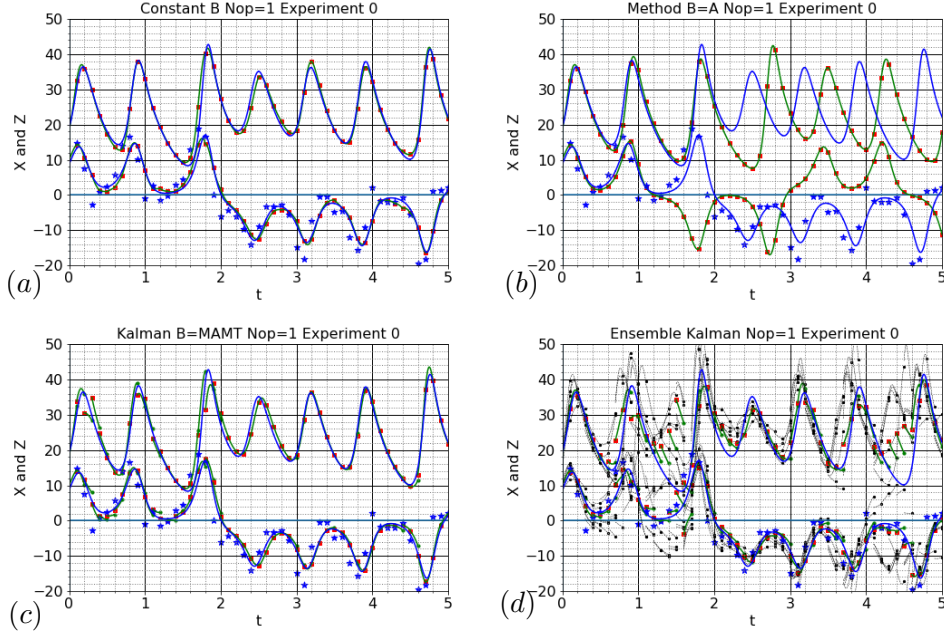 Constant B Nop=1 Experiment 0
50
40
30
20
10
0
−10
−20
X and Z
0 1 2 3 4 5
t
(a)
Method B=A Nop=1 Experiment 0
50
40
30
20
10
0
−10
−20
X and Z
0 1 2 3 4 5
t
(b)
Kalman B=MAMT Nop=1 Experiment 0
50
40
30
20
10
0
−10
−20
X and Z
0 1 2 3 4 5
t
(c)
Ensemble Kalman Nop=1 Experiment 0
50
40
30
20
10
0
−10
−20
X and Z
0 1 2 3 4 5
t
(d)